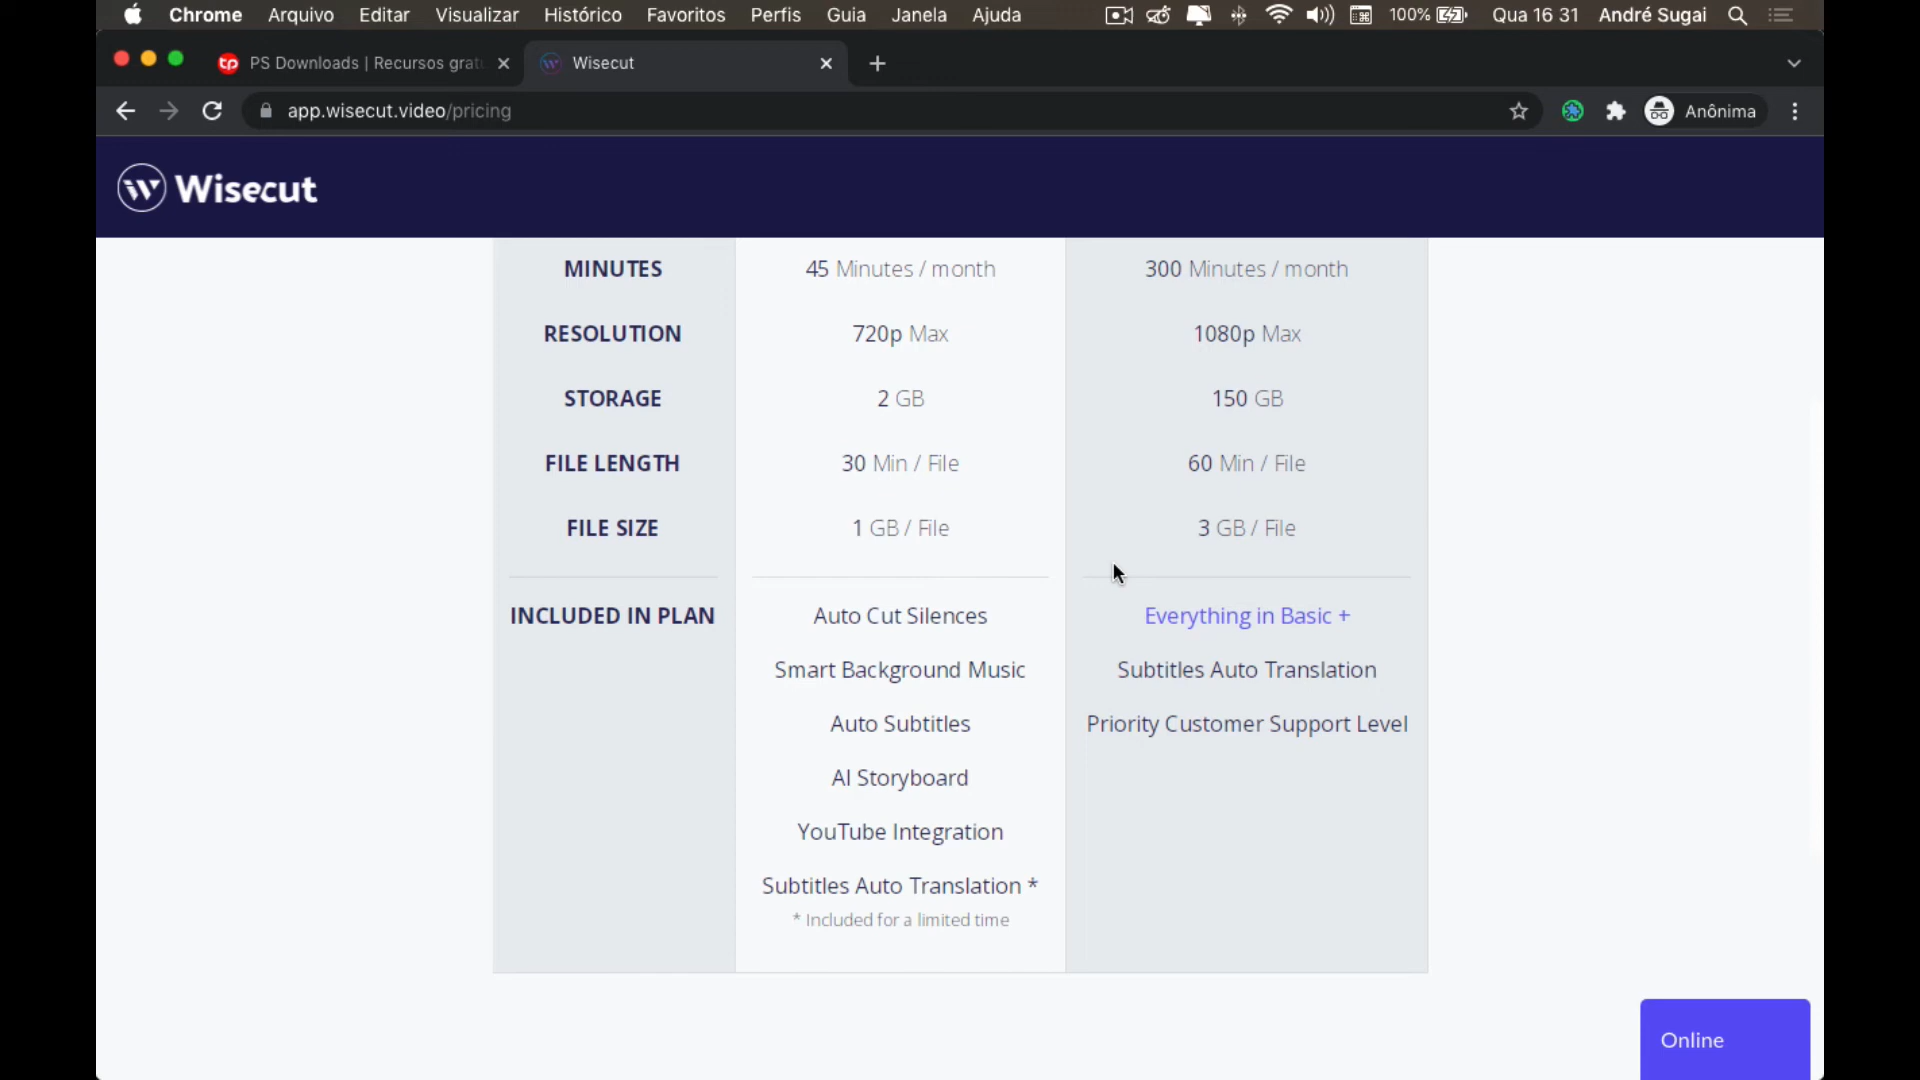 Chrome Arquivo Editar Visualizar Histórico Favoritos Perfis Guia Janela Ajuda 100% Qua 16 31 André Sugai
tp PS Downloads | Recursos grat
Wisecut
app.wisecut.video/pricing
Anônima
Wisecut
MINUTES 45 Minutes / month 300 Minutes / month
RESOLUTION 720p Max 1080p Max
STORAGE 2 GB 150 GB
FILE LENGTH 30 Min / File 60 Min / File
FILE SIZE 1 GB / File 3 GB / File
INCLUDED IN PLAN Auto Cut Silences Everything in Basic +
Smart Background Music Subtitles Auto Translation
Auto Subtitles Priority Customer Support Level
AI Storyboard
YouTube Integration
Subtitles Auto Translation *
* Included for a limited time
Online